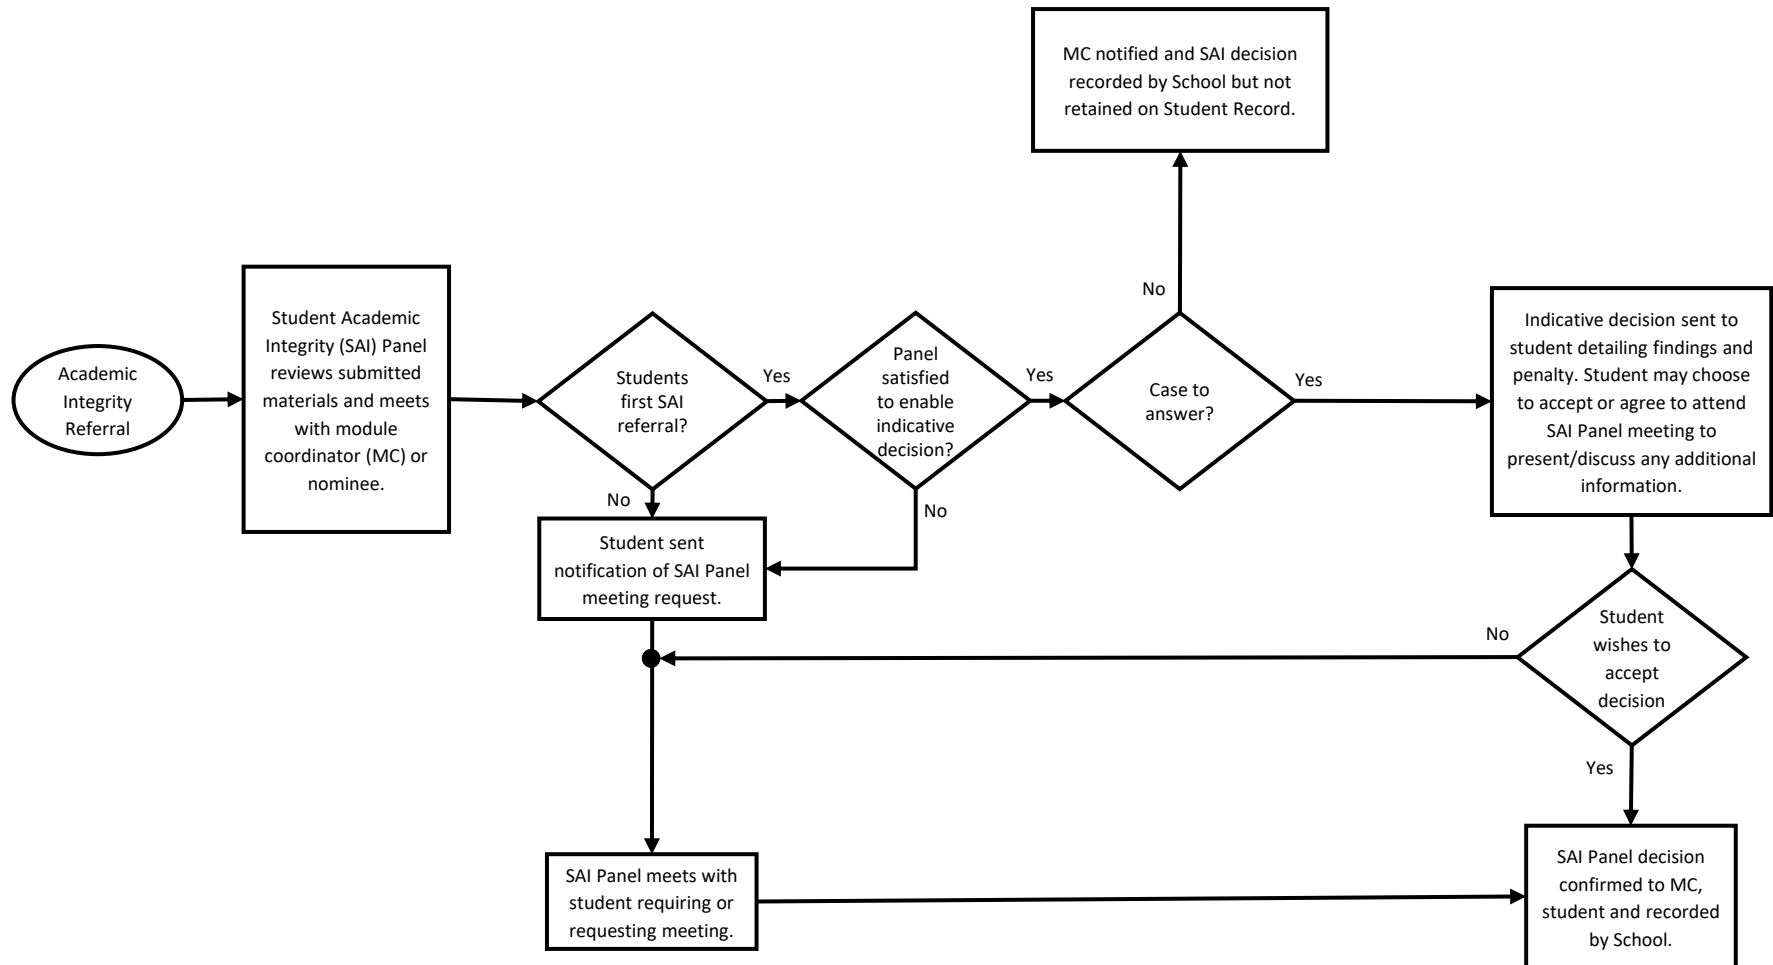 MC notified and SAI decision
recorded by School but not
retained on Student Record.
Academic
Integrity
Referral
Student Academic
Integrity (SAI) Panel
reviews submitted
materials and meets
with module
coordinator (MC) or
nominee.
Students
first SAI
referral?
Yes
No
Panel
satisfied
to enable
indicative
decision?
Yes
No
Case to
answer?
No
Yes
Indicative decision sent to
student detailing findings and
penalty. Student may choose
to accept or agree to attend
SAI Panel meeting to
present/discuss any additional
information.
Student sent
notification of SAI Panel
meeting request.
Student
wishes to
accept
decision
No
Yes
SAI Panel meets with
student requiring or
requesting meeting.
SAI Panel decision
confirmed to MC,
student and recorded
by School.